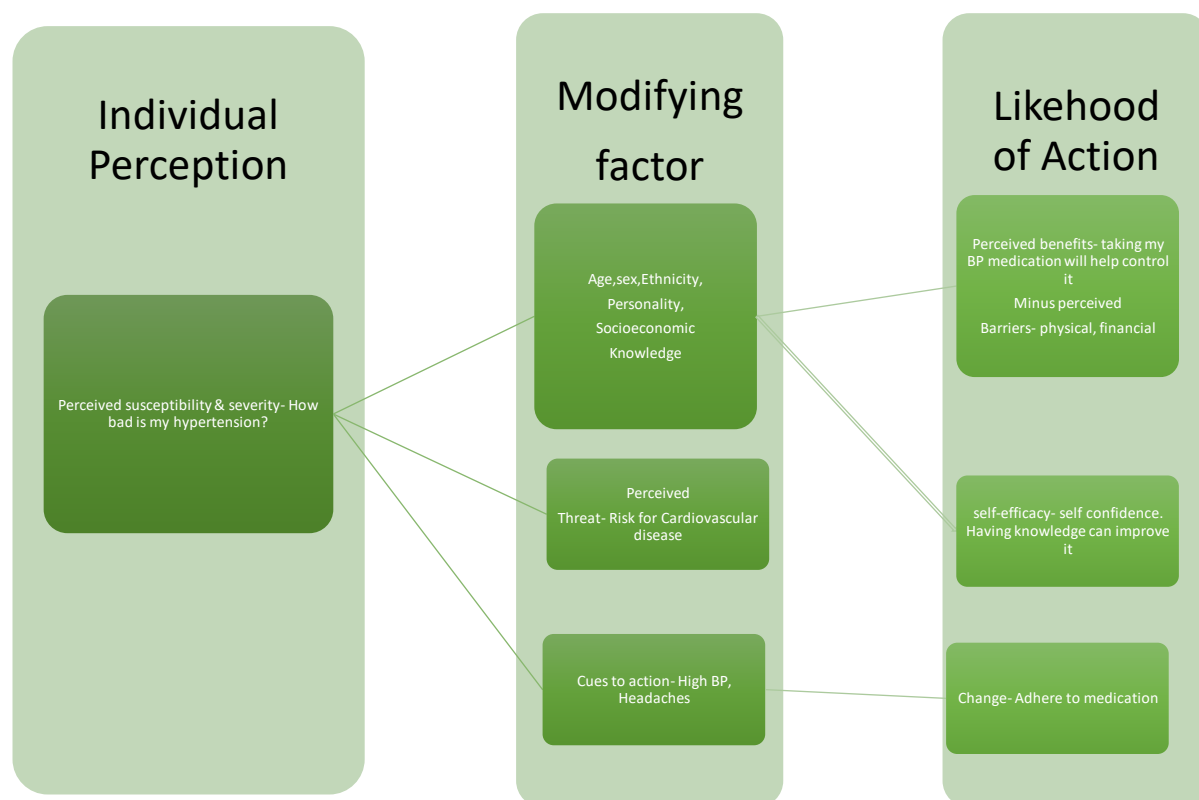 Individual
Perception
Perceived susceptibility & severity- How
bad is my hypertension?
Modifying
factor
Age,sex,Ethnicity,
Personality,
Socioeconomic
Knowledge
Perceived
Threat- Risk for Cardiovascular
disease
Cues to action- High BP,
Headaches
Likehood
of Action
Perceived benefits- taking my
BP medication will help control
it
Minus perceived
Barriers- physical, financial
self-efficacy- self confidence.
Having knowledge can improve
it
Change- Adhere to medication